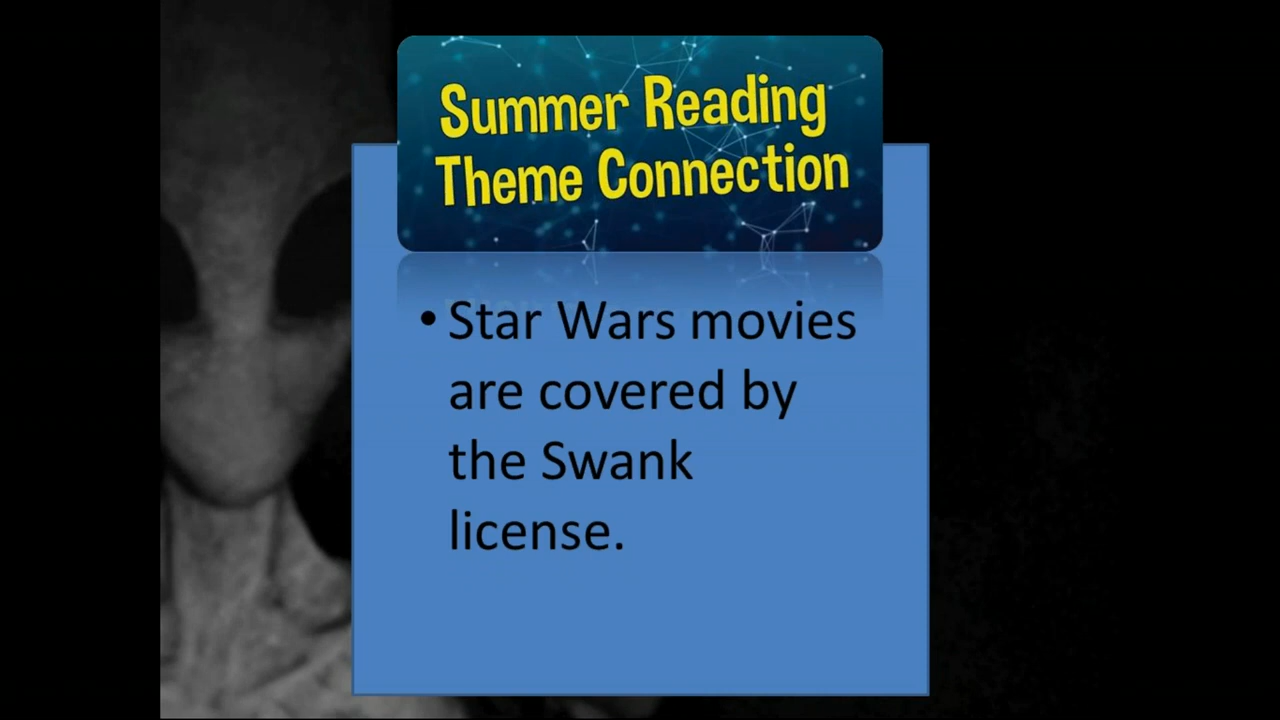 Summer Reading
Theme Connection
• Star Wars movies
are covered by
the Swank
license.